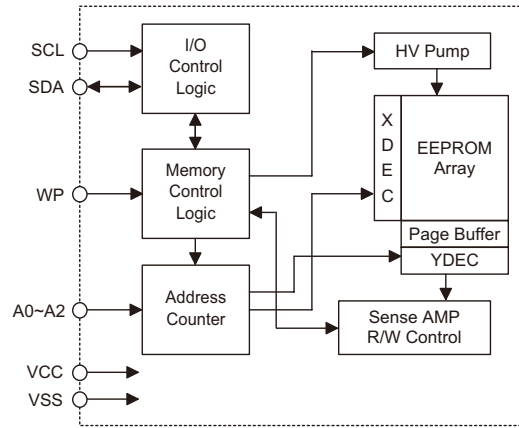 SCL
SDA
WP
A0~A2
VCC
VSS
I/O
Control
Logic
Memory
Control
Logic
Address
Counter
HV Pump
X
D
E
C
EEPROM
Array
Page Buffer
YDEC
Sense AMP
R/W Control